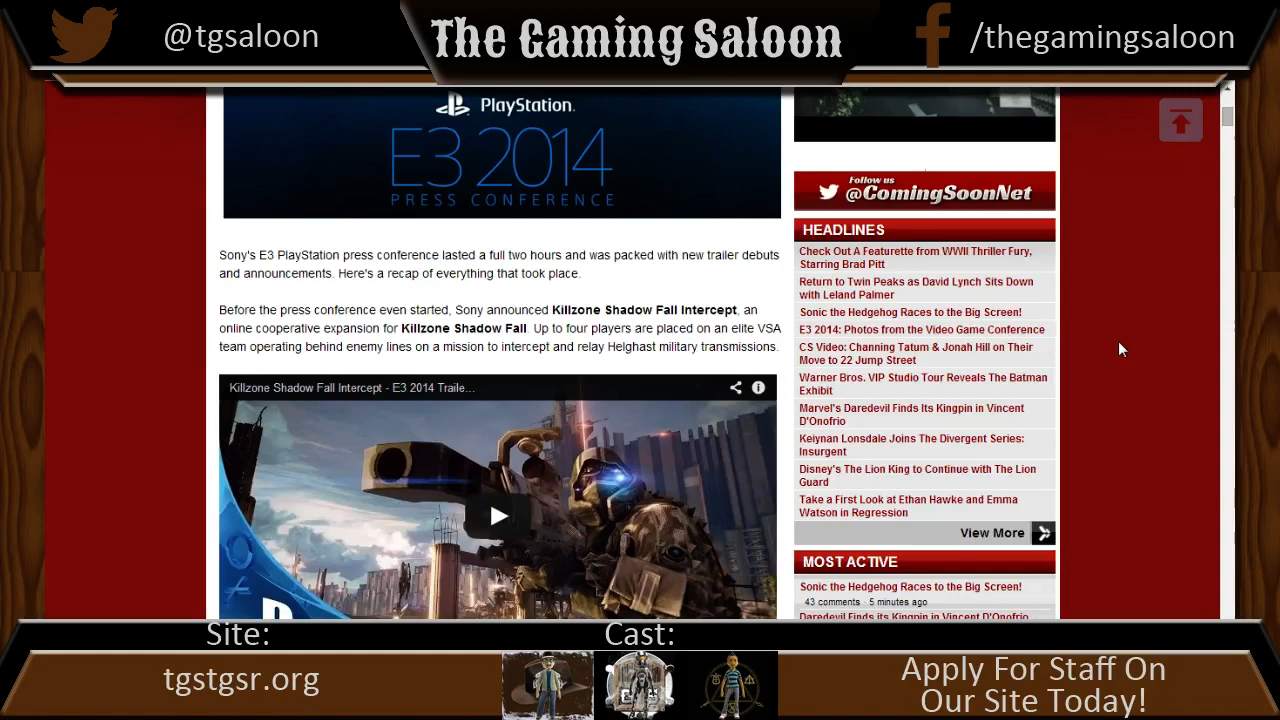 @tgsaloon
The Gaming Saloon
/thegamingsaloon
PlayStation.
E3 2014
PRESS CONFERENCE
Sony's E3 PlayStation press conference lasted a full two hours and was packed with new trailer debuts
and announcements. Here's a recap of everything that took place.
Before the press conference even started, Sony announced Killzone Shadow Fall Intercept, an
online cooperative expansion for Killzone Shadow Fall. Up to four players are placed on an elite VSA
team operating behind enemy lines on a mission to intercept and relay Helghast military transmissions.
Killzone Shadow Fall Intercept - E3 2014 Traile...
Follow us
@ComingSoonNet
HEADLINES
Check Out A Featurette from WWII Thriller Fury,
Starring Brad Pitt
Return to Twin Peaks as David Lynch Sits Down
with Leland Palmer
Sonic the Hedgehog Races to the Big Screen!
E3 2014: Photos from the Video Game Conference
CS Video: Channing Tatum & Jonah Hill on Their
Move to 22 Jump Street
Warner Bros. VIP Studio Tour Reveals The Batman
Exhibit
Marvel's Daredevil Finds Its Kingpin in Vincent
D'Onofrio
Keiynan Lonsdale Joins The Divergent Series:
Insurgent
Disney's The Lion King to Continue with The Lion
Guard
Take a First Look at Ethan Hawke and Emma
Watson in Regression
View More
MOST ACTIVE
Sonic the Hedgehog Races to the Big Screen!
43 comments · 5 minutes ago
Daredevil Finds its Kingpin in Vincent D'Onofrio
Site:
tgstgsr.org
Cast:
Apply For Staff On
Our Site Today!